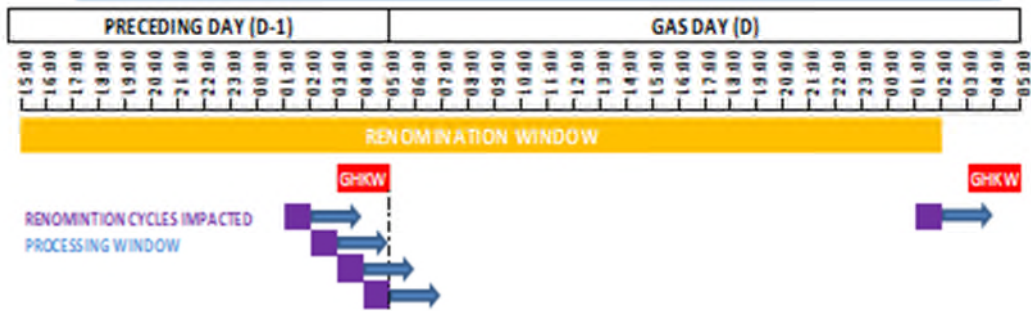 PRECEDING DAY (D-1) GAS DAY (D)
15:00 16:00 17:00 18:00 19:00 20:00 21:00 22:00 23:00 00:00 01:00 02:00 03:00 04:00 05:00 06:00 07:00 08:00 09:00 10:00 11:00 12:00 13:00 14:00 15:00 16:00 17:00 18:00 19:00 20:00 21:00 22:00 23:00 00:00 01:00 02:00 03:00 04:00 05:00
RENOMINATION WINDOW
GHKW GHKW
RENOMINTION CYCLES IMPACTED
PROCESSING WINDOW